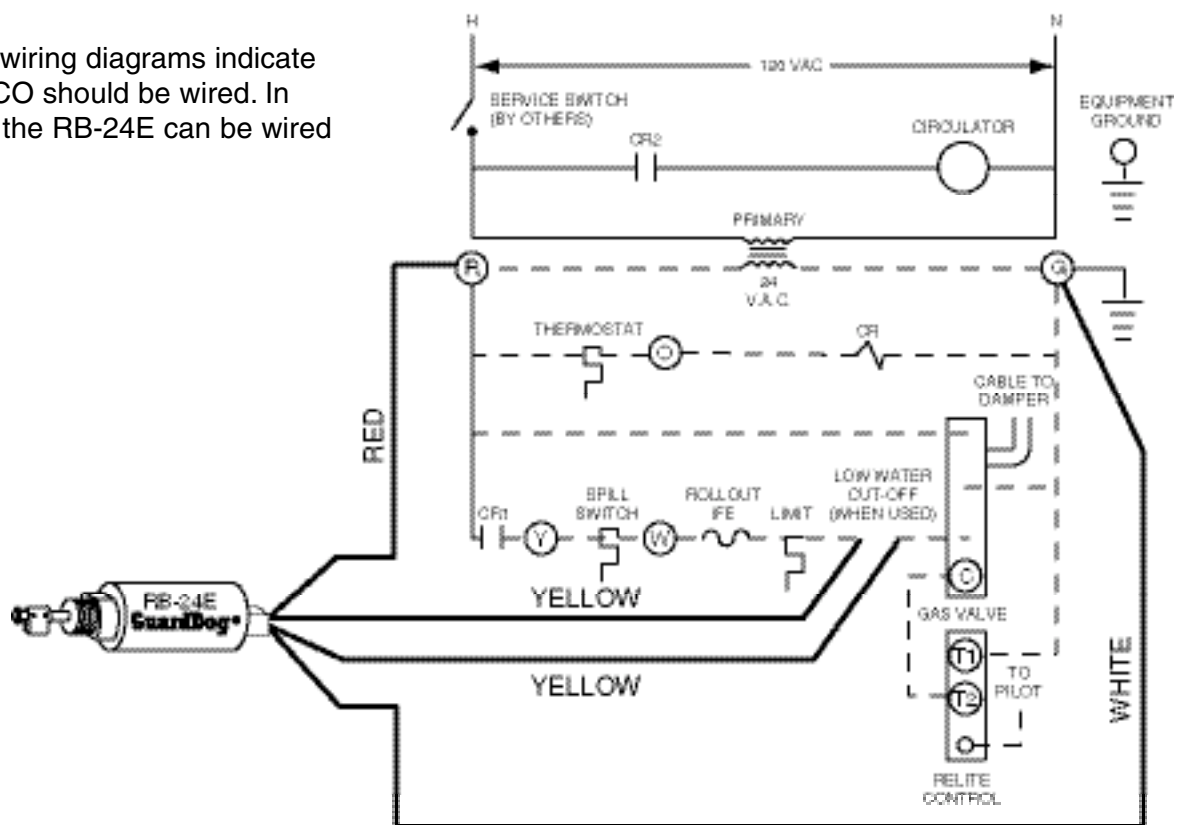 wiring diagrams indicate
CO should be wired. In
the RB-24E can be wired
H
N
120 VAC
SERVICE SWITCH
(BY OTHERS)
EQUIPMENT
GROUND
CR2
CIRCULATOR
PRIMARY
R
G
24
V.A.C.
THERMOSTAT
O
CR
CABLE TO
DAMPER
RED
LOW WATER
CUT-OFF
(WHEN USED)
SPILL
SWITCH
ROLLOUT
IFE
LIMIT
CR1
Y
W
YELLOW
RB-24E
GuardDog®
YELLOW
GAS VALVE
T1
T2
TO
PILOT
WHITE
RELITE
CONTROL